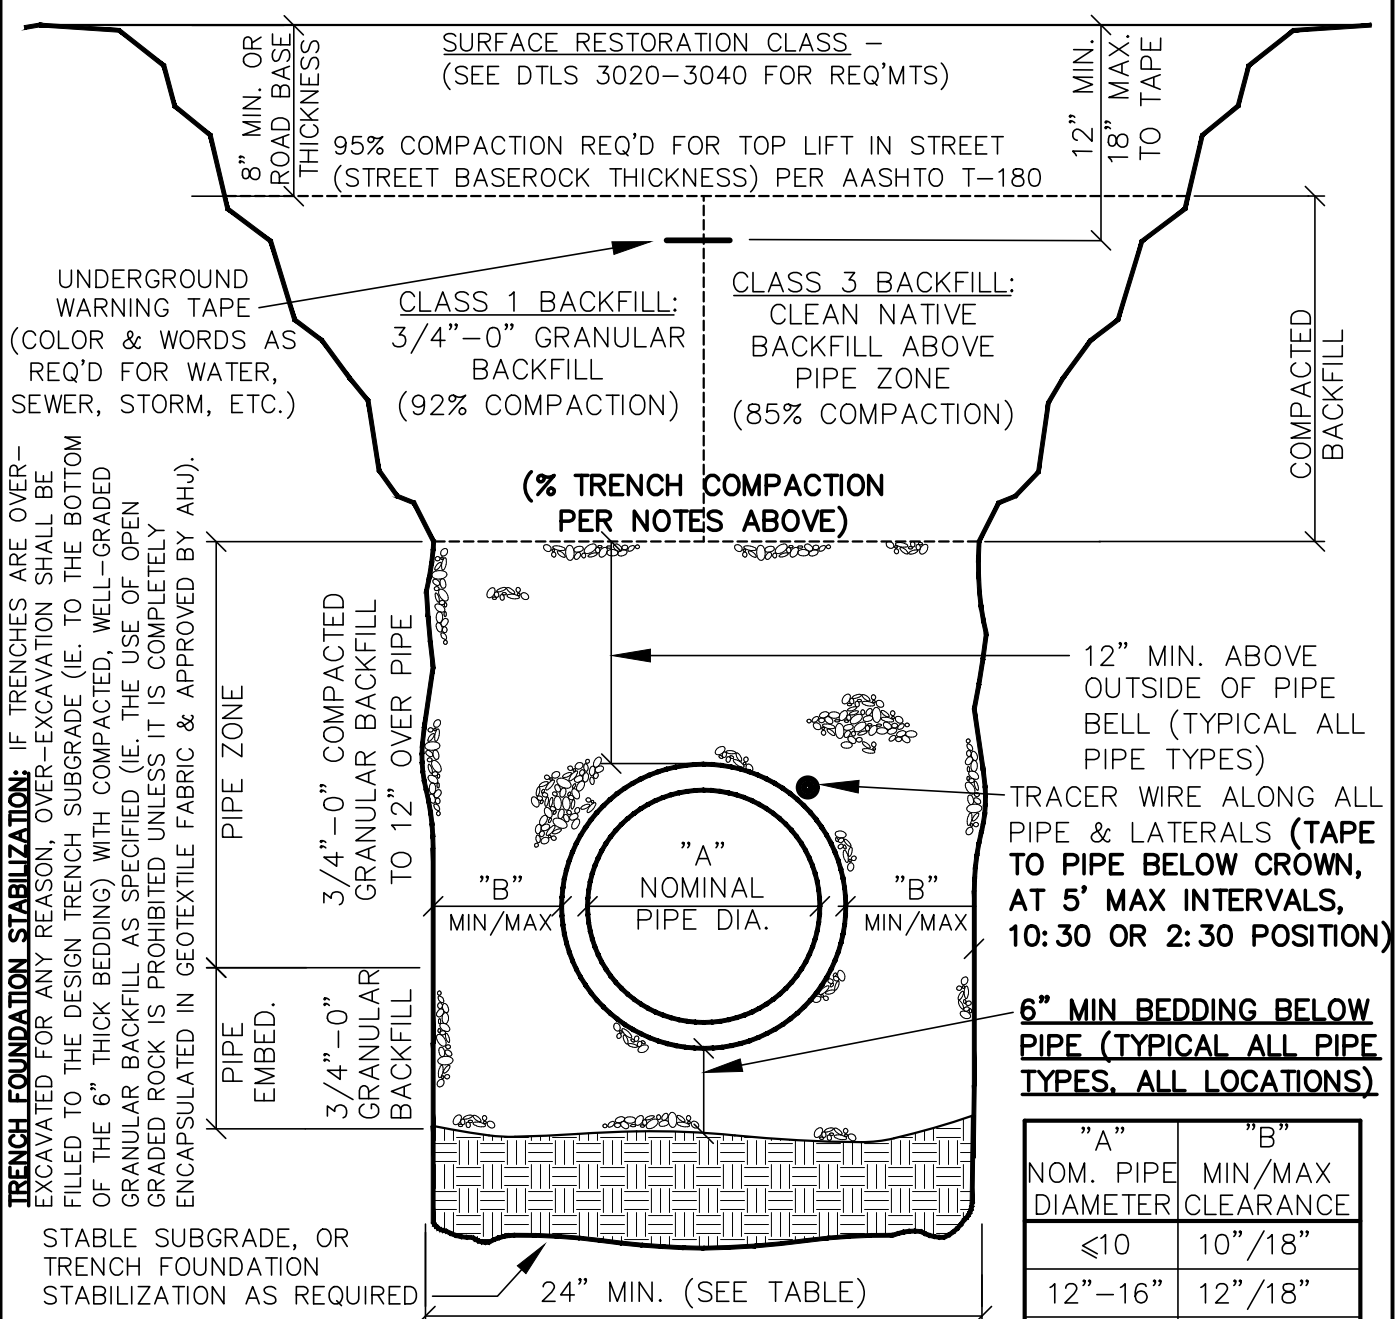 SURFACE RESTORATION CLASS –
(SEE DTLS 3020–3040 FOR REQ'MTS)
8" MIN. OR
ROAD BASE
THICKNESS
12" MIN.
18" MAX.
TO TAPE
95% COMPACTION REQ'D FOR TOP LIFT IN STREET
(STREET BASEROCK THICKNESS) PER AASHTO T–180
UNDERGROUND
WARNING TAPE
(COLOR & WORDS AS
REQ'D FOR WATER,
SEWER, STORM, ETC.)
CLASS 1 BACKFILL:
3/4"–0" GRANULAR
BACKFILL
(92% COMPACTION)
CLASS 3 BACKFILL:
CLEAN NATIVE
BACKFILL ABOVE
PIPE ZONE
(85% COMPACTION)
COMPACTED
BACKFILL
(% TRENCH COMPACTION
PER NOTES ABOVE)
TRENCH FOUNDATION STABILIZATION: IF TRENCHES ARE OVER–
EXCAVATED FOR ANY REASON, OVER–EXCAVATION SHALL BE
FILLED TO THE DESIGN TRENCH SUBGRADE (IE. TO THE BOTTOM
OF THE 6" THICK BEDDING) WITH COMPACTED, WELL–GRADED
GRANULAR BACKFILL AS SPECIFIED (IE. THE USE OF OPEN
GRADED ROCK IS PROHIBITED UNLESS IT IS COMPLETELY
ENCAPSULATED IN GEOTEXTILE FABRIC & APPROVED BY AHJ).
PIPE ZONE
3/4"–0" COMPACTED
GRANULAR BACKFILL
TO 12" OVER PIPE
12" MIN. ABOVE
OUTSIDE OF PIPE
BELL (TYPICAL ALL
PIPE TYPES)
TRACER WIRE ALONG ALL
PIPE & LATERALS (TAPE
TO PIPE BELOW CROWN,
AT 5' MAX INTERVALS,
10:30 OR 2:30 POSITION)
"B"
MIN/MAX
"A"
NOMINAL
PIPE DIA.
"B"
MIN/MAX
PIPE
EMBED.
3/4"–0"
GRANULAR
BACKFILL
6" MIN BEDDING BELOW
PIPE (TYPICAL ALL PIPE
TYPES, ALL LOCATIONS)
STABLE SUBGRADE, OR
TRENCH FOUNDATION
STABILIZATION AS REQUIRED
24" MIN. (SEE TABLE)
"A" "B"
NOM. PIPE MIN/MAX
DIAMETER CLEARANCE
⩽10 10"/18"
12"–16" 12"/18"